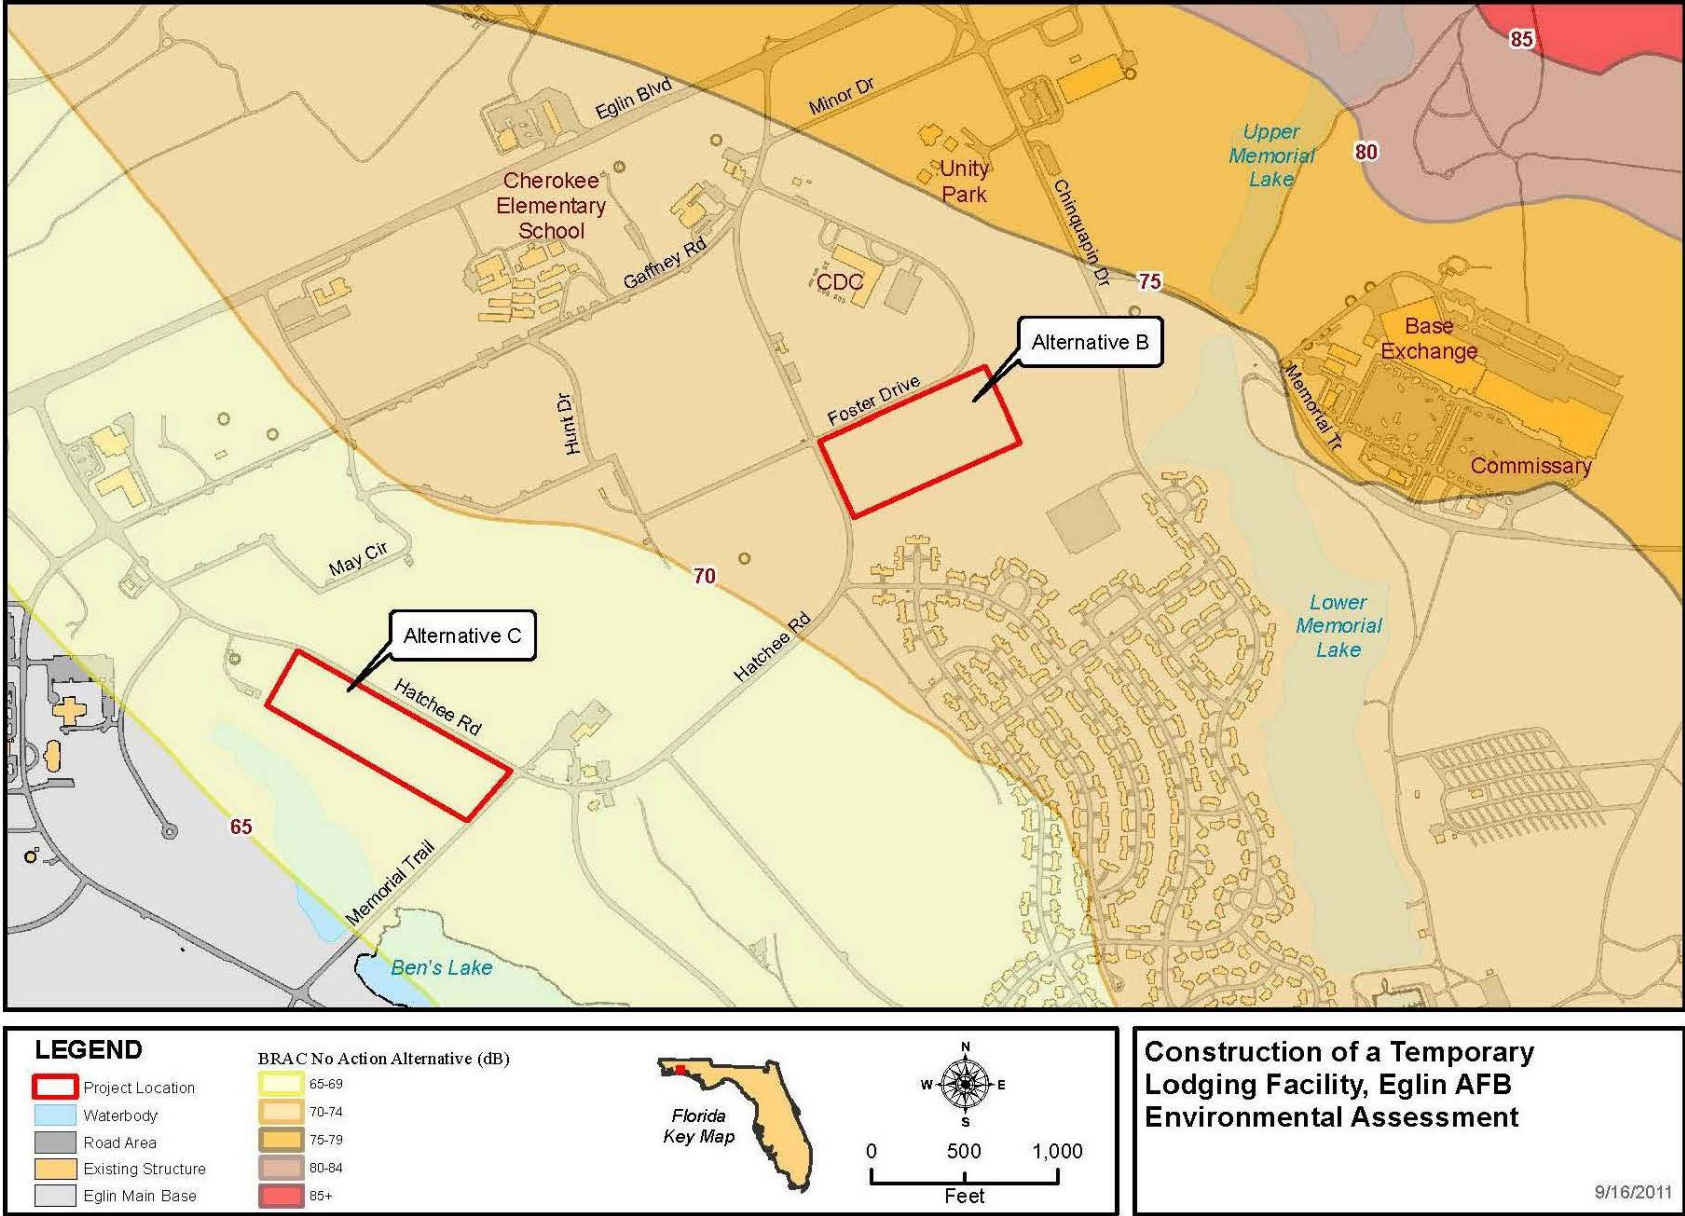 85
Eglin Blvd
Minor Dr
Upper
Memorial
Lake
80
Unity
Park
Cherokee
Elementary
School
Chinquapin Dr
Gaffney Rd
CDC
75
Base
Exchange
Alternative B
Memorial Tr
Foster Drive
Hunt Dr
Commissary
May Cir
70
Lower
Memorial
Lake
Alternative C
Hatchee Rd
Hatchee Rd
65
Memorial Trail
Ben's Lake
LEGEND
Project Location
Waterbody
Road Area
Existing Structure
Eglin Main Base
BRAC No Action Alternative (dB)
65-69
70-74
75-79
80-84
85+
Florida
Key Map
N
W
E
S
0 500 1,000
Feet
Construction of a Temporary
Lodging Facility, Eglin AFB
Environmental Assessment
9/16/2011